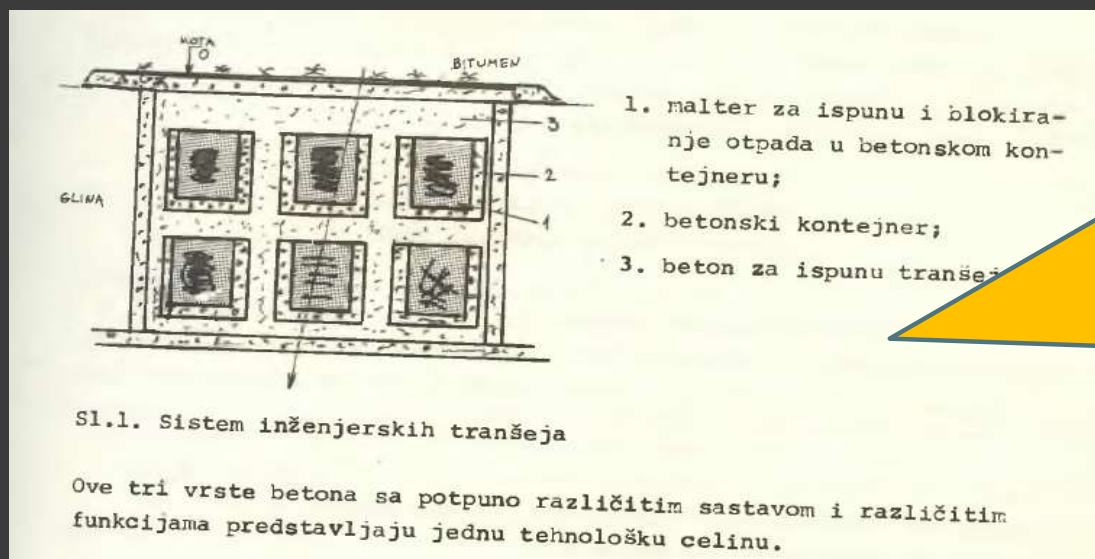 KOTA
0
BITUMEN
3
2
1
GLINA
1. malter za ispunu i blokira-
nje otpada u betonskom kon-
tejneru;
2. betonski kontejner;
3. beton za ispunu
Sl.1. Sistem inženjerskih tranšeja
Ove tri vrste betona sa potpuno različitim sastavom i različitim
funkcijama predstavljaju jednu tehnološku celinu.